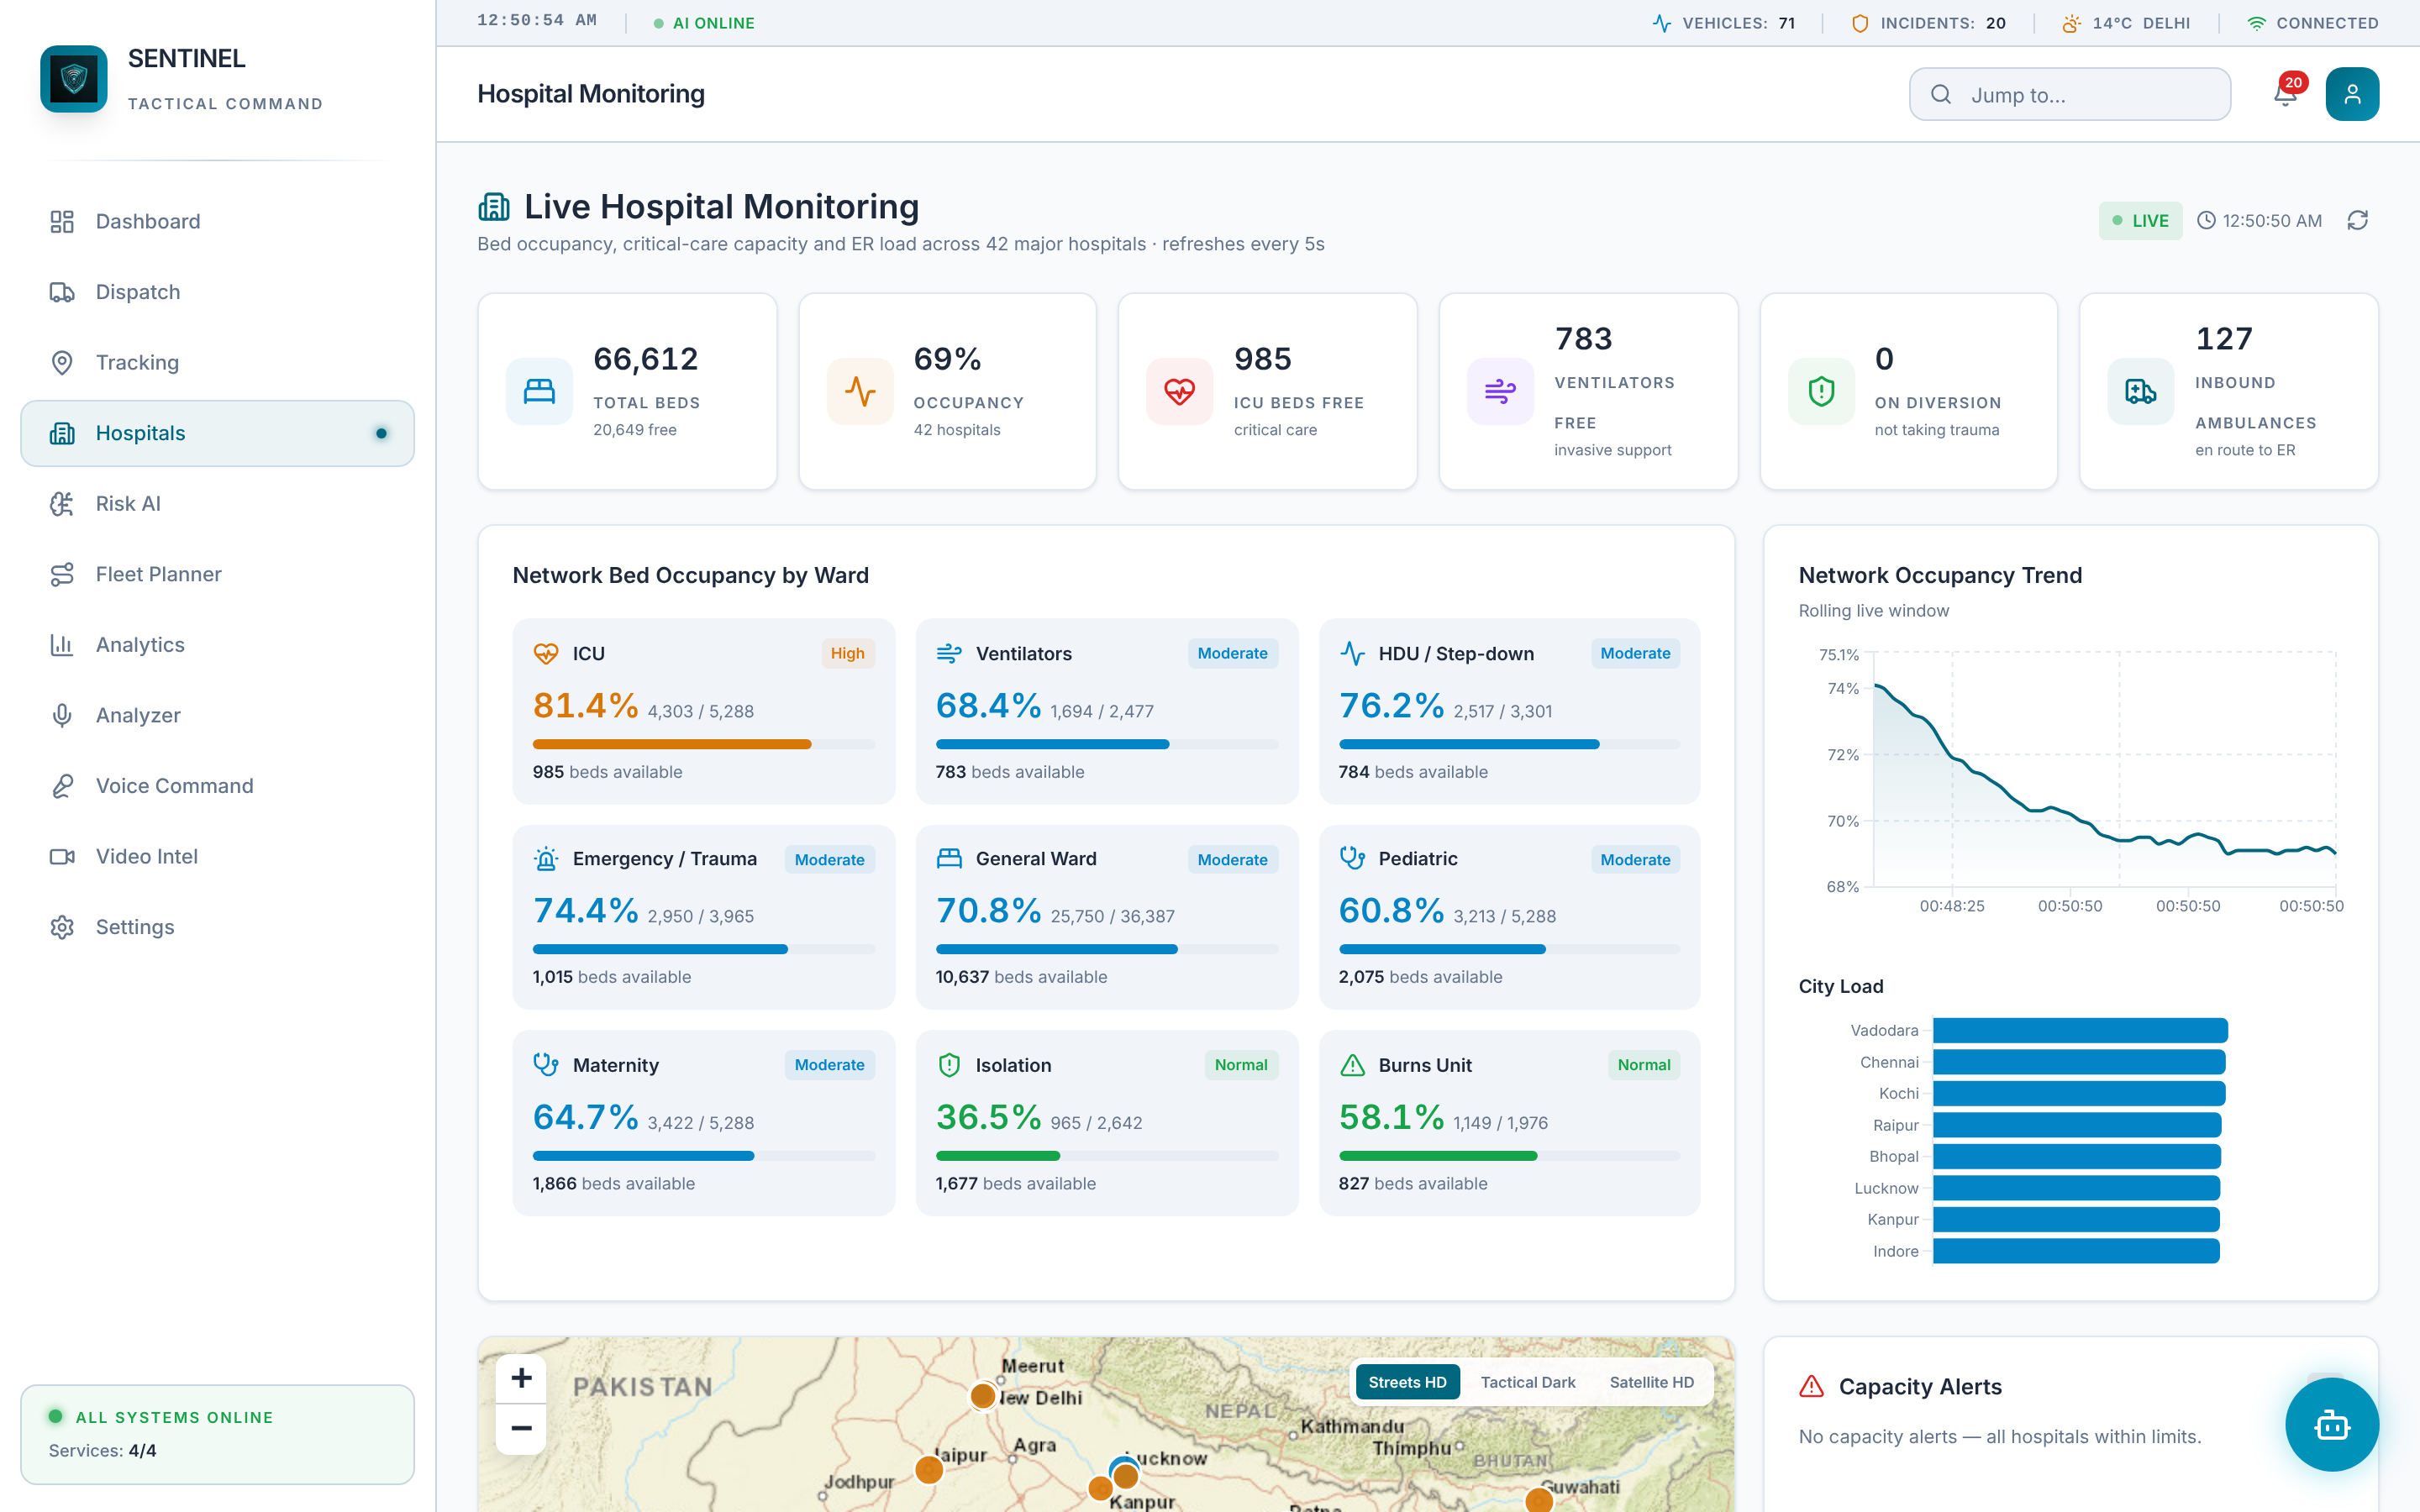 SENTINEL
TACTICAL COMMAND
Dashboard
Dispatch
Tracking
Hospitals
Risk AI
Fleet Planner
Analytics
Analyzer
Voice Command
Video Intel
Settings
ALL SYSTEMS ONLINE
Services: 4/4
12:50:54 AM
AI ONLINE
VEHICLES: 71
INCIDENTS: 20
14°C DELHI
CONNECTED
Hospital Monitoring
Jump to...
20
Live Hospital Monitoring
Bed occupancy, critical-care capacity and ER load across 42 major hospitals · refreshes every 5s
LIVE
12:50:50 AM
66,612
TOTAL BEDS
20,649 free
69%
OCCUPANCY
42 hospitals
985
ICU BEDS FREE
critical care
783
VENTILATORS
FREE
invasive support
0
ON DIVERSION
not taking trauma
127
INBOUND
AMBULANCES
en route to ER
Network Bed Occupancy by Ward
ICU
High
81.4% 4,303 / 5,288
985 beds available
Ventilators
Moderate
68.4% 1,694 / 2,477
783 beds available
HDU / Step-down
Moderate
76.2% 2,517 / 3,301
784 beds available
Emergency / Trauma
Moderate
74.4% 2,950 / 3,965
1,015 beds available
General Ward
Moderate
70.8% 25,750 / 36,387
10,637 beds available
Pediatric
Moderate
60.8% 3,213 / 5,288
2,075 beds available
Maternity
Moderate
64.7% 3,422 / 5,288
1,866 beds available
Isolation
Normal
36.5% 965 / 2,642
1,677 beds available
Burns Unit
Normal
58.1% 1,149 / 1,976
827 beds available
Network Occupancy Trend
Rolling live window
75.1%
74%
72%
70%
68%
00:48:25
00:50:50
00:50:50
00:50:50
City Load
Vadodara
Chennai
Kochi
Raipur
Bhopal
Lucknow
Kanpur
Indore
+
−
Streets HD
Tactical Dark
Satellite HD
PAKISTAN
Meerut
New Delhi
NEPAL
Kathmandu
Thimphu
BHUTAN
Jaipur
Agra
Lucknow
Jodhpur
Kanpur
Guwahati
Capacity Alerts
No capacity alerts — all hospitals within limits.